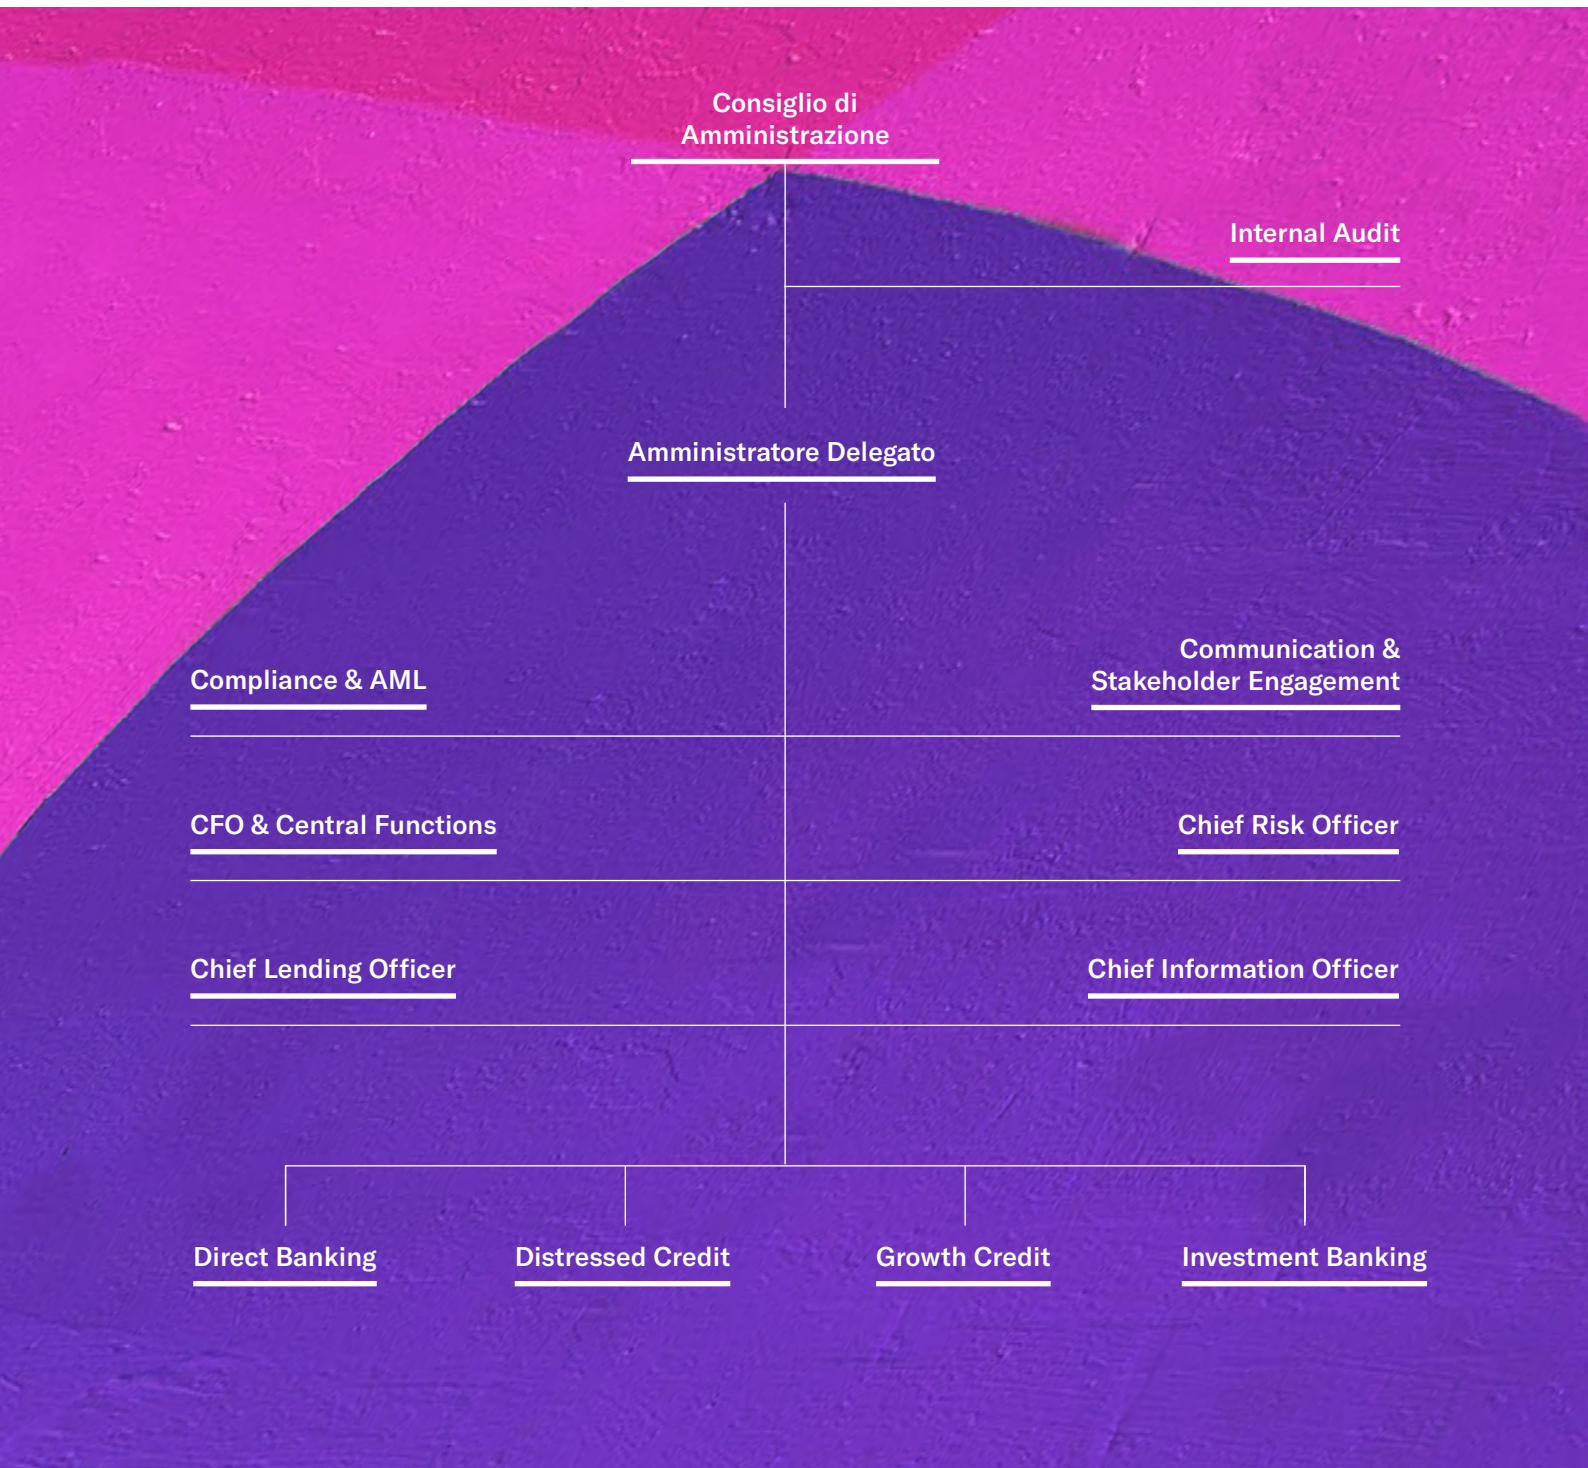 Consiglio di
Amministrazione
Internal Audit
Amministratore Delegato
Compliance & AML
Communication &
Stakeholder Engagement
CFO & Central Functions
Chief Risk Officer
Chief Lending Officer
Chief Information Officer
Direct Banking
Distressed Credit
Growth Credit
Investment Banking